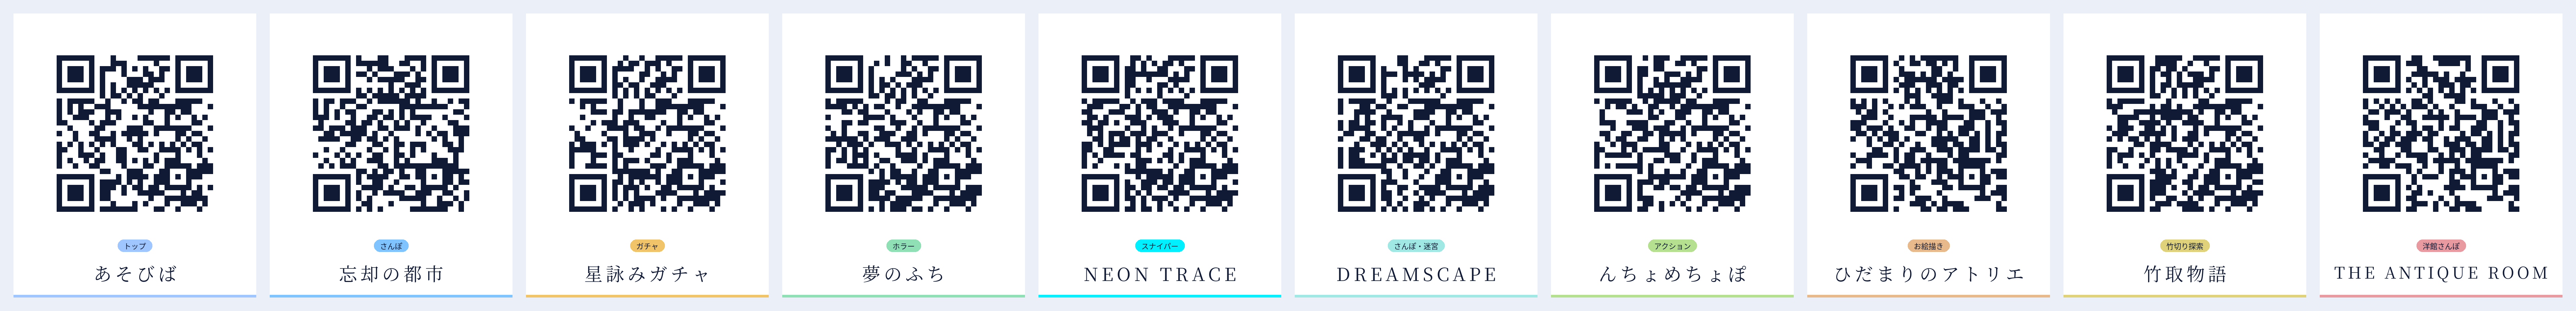 トップ
あそびば
さんぽ
忘却の都市
ガチャ
星詠みガチャ
ホラー
夢のふち
スナイパー
NEON TRACE
さんぽ・迷宮
DREAMSCAPE
アクション
んちょめちょぽ
お絵描き
ひだまりのアトリエ
竹切り探索
竹取物語
洋館さんぽ
THE ANTIQUE ROOM